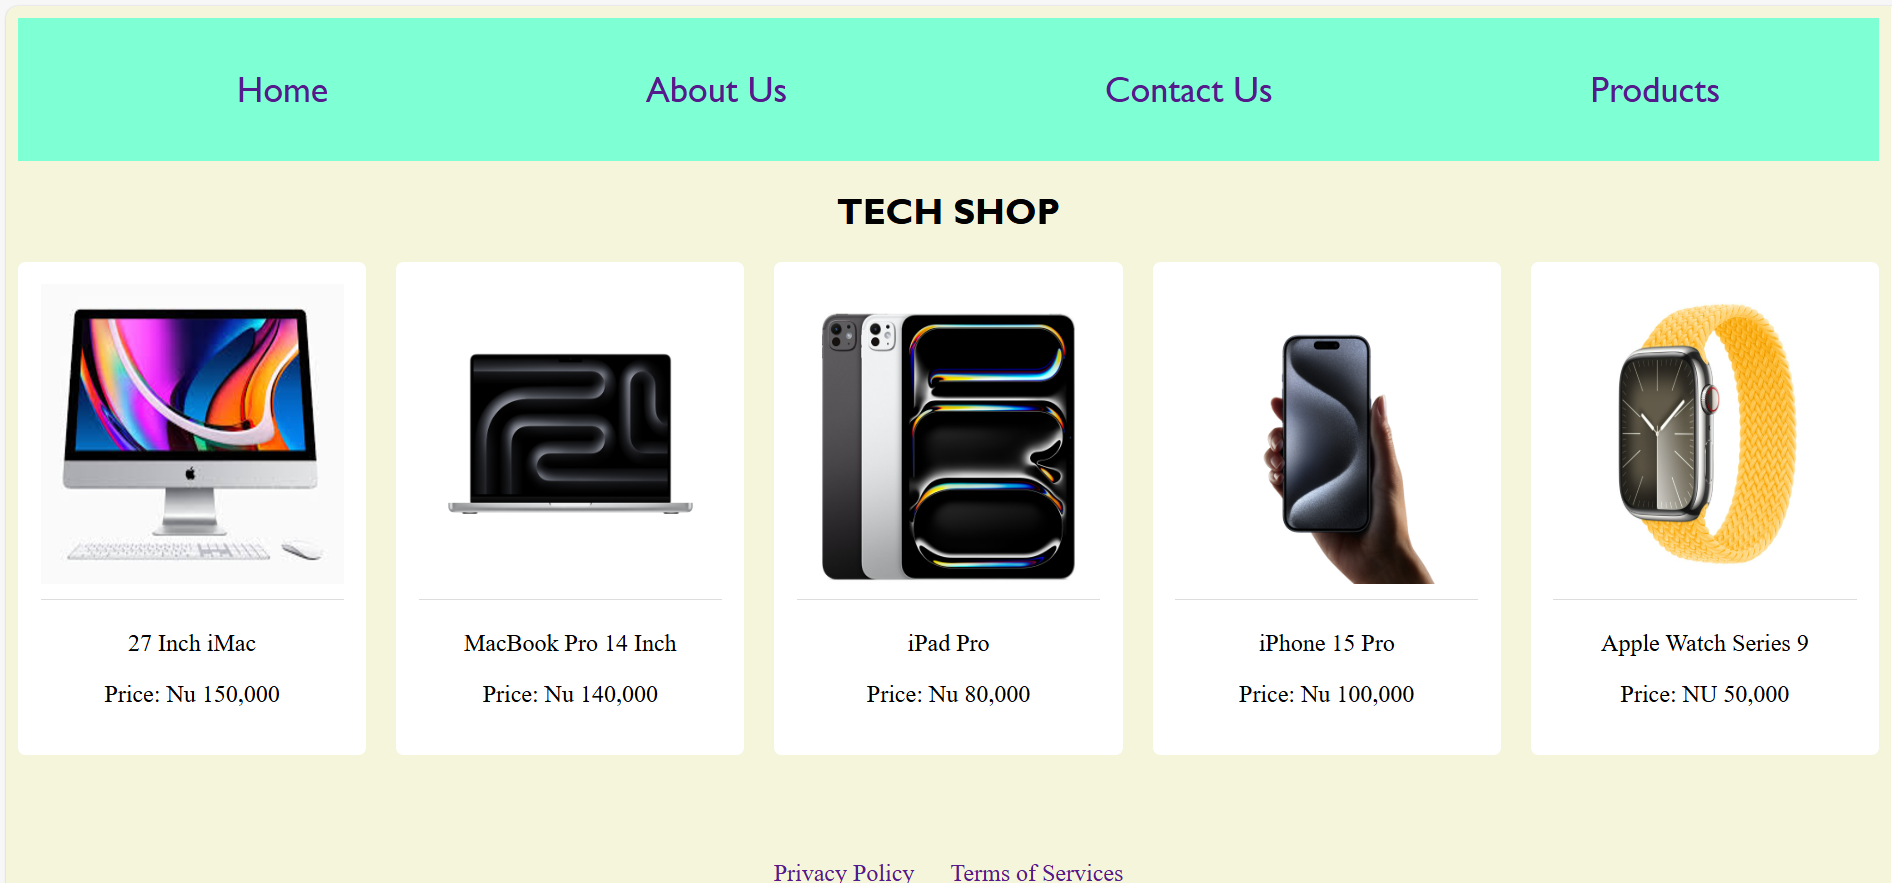 Home About Us Contact Us Products
TECH SHOP
27 Inch iMac
Price: Nu 150,000
MacBook Pro 14 Inch
Price: Nu 140,000
iPad Pro
Price: Nu 80,000
iPhone 15 Pro
Price: Nu 100,000
Apple Watch Series 9
Price: NU 50,000
Privacy Policy Terms of Services